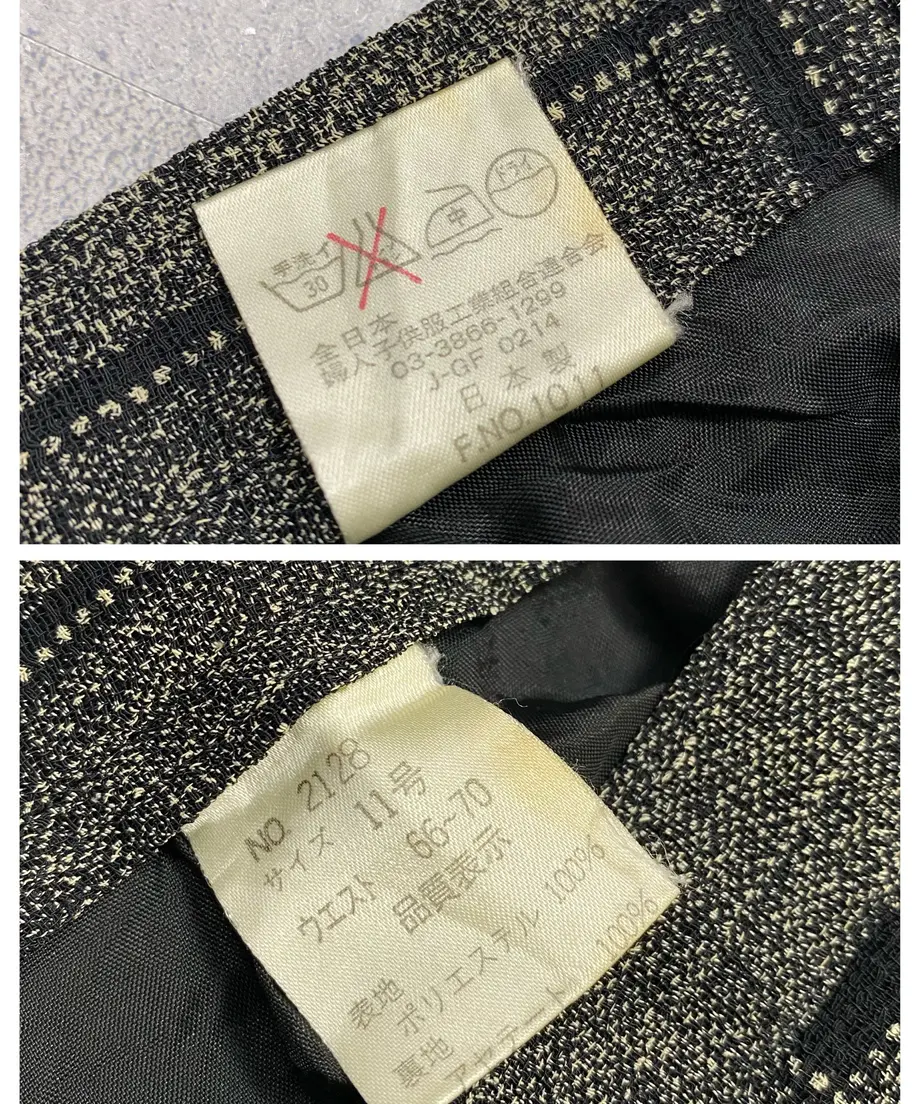 手洗イ
30
中
ドライ
全日本
婦人子供服工業組合連合会
03-3866-1299
J-GF 0214
日本製
F.NO1011
NO. 2128
サイズ 11号
ウエスト 66~70
品質表示
表地
ポリエステル 100%
裏地
アセテート 100%